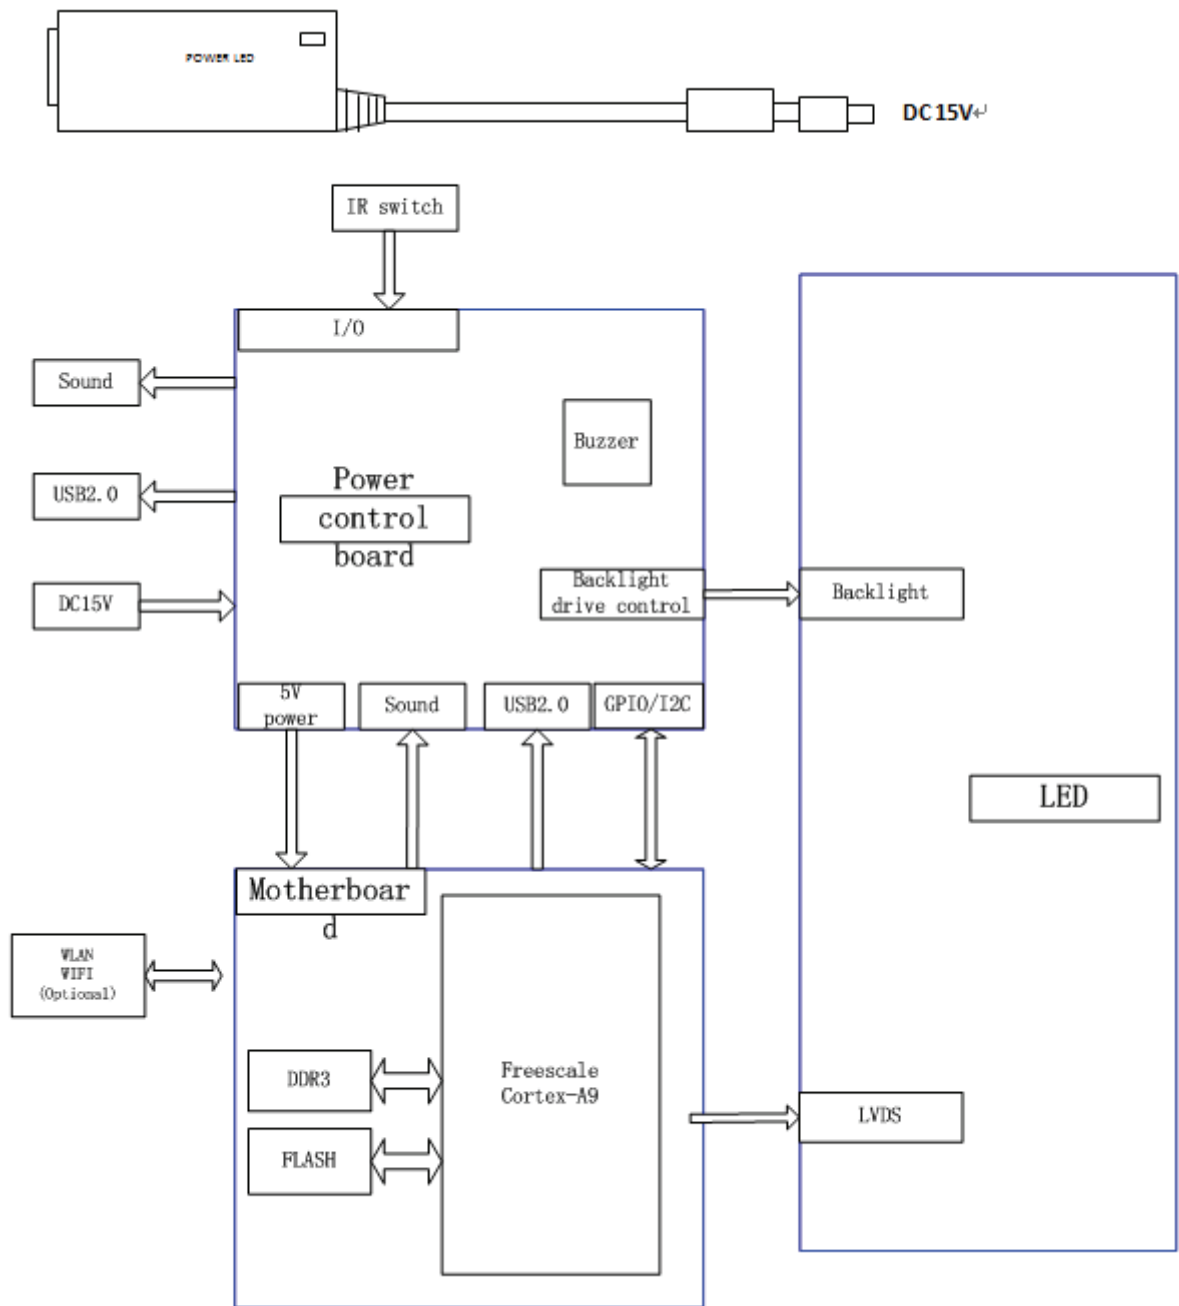 POWER LED
DC15V↵
IR switch
I/O
Sound
Buzzer
USB2.0
Power
control
board
DC15V
Backlight
drive control
Backlight
5V
power
Sound
USB2.0
GPIO/I2C
LED
Motherboar
d
WLAN
WIFI
(Optional)
DDR3
Freescale
Cortex-A9
LVDS
FLASH